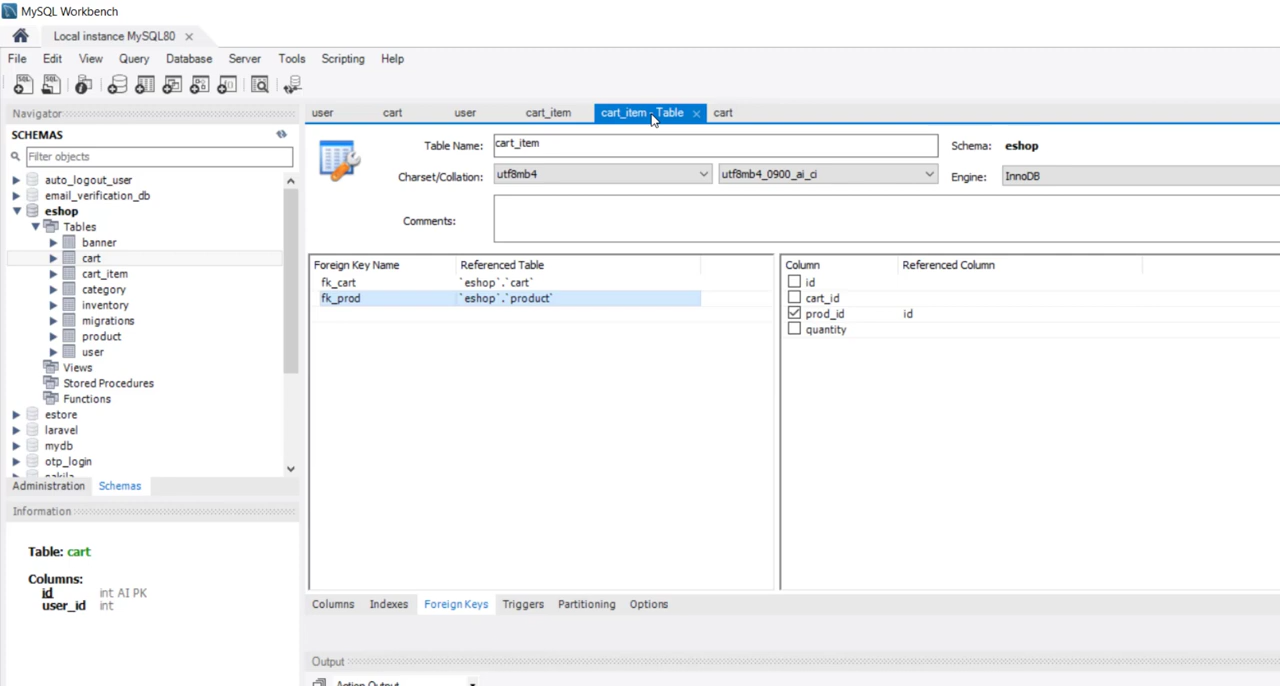 MySQL Workbench
Local instance MySQL80
File Edit View Query Database Server Tools Scripting Help
Navigator
SCHEMAS
Filter objects
auto_logout_user
email_verification_db
eshop
Tables
banner
cart
cart_item
category
inventory
migrations
product
user
Views
Stored Procedures
Functions
estore
laravel
mydb
otp_login
Administration Schemas
Information
Table: cart
Columns:
id int AI PK
user_id int
user cart user cart_item cart_item - Table cart
Table Name: cart_item Schema: eshop
Charset/Collation: utf8mb4 utf8mb4_0900_ai_ci Engine: InnoDB
Comments:
Foreign Key Name Referenced Table
fk_cart `eshop`.`cart`
fk_prod `eshop`.`product`
Column Referenced Column
id
cart_id
prod_id id
quantity
Columns Indexes Foreign Keys Triggers Partitioning Options
Output
Action Output